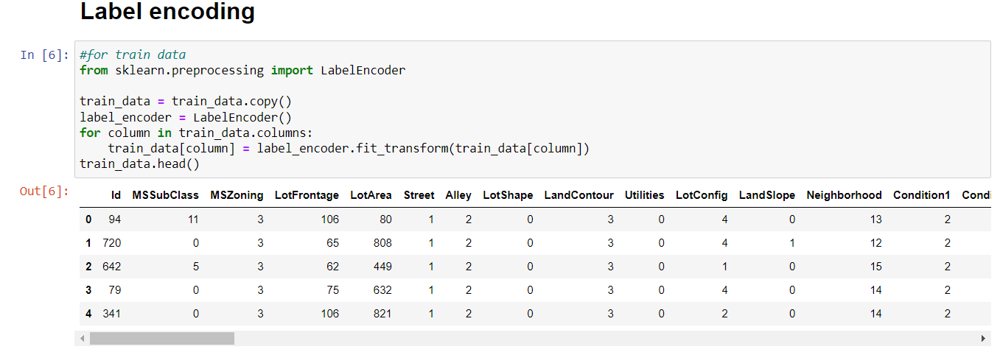 Label encoding
In [6]: #for train data
from sklearn.preprocessing import LabelEncoder
train_data = train_data.copy()
label_encoder = LabelEncoder()
for column in train_data.columns:
    train_data[column] = label_encoder.fit_transform(train_data[column])
train_data.head()
Out[6]:
Id MSSubClass MSZoning LotFrontage LotArea Street Alley LotShape LandContour Utilities LotConfig LandSlope Neighborhood Condition1 Condi
0 94 11 3 106 80 1 2 0 3 0 4 0 13 2
1 720 0 3 65 808 1 2 0 3 0 4 1 12 2
2 642 5 3 62 449 1 2 0 3 0 1 0 15 2
3 79 0 3 75 632 1 2 0 3 0 4 0 14 2
4 341 0 3 106 821 1 2 0 3 0 2 0 14 2